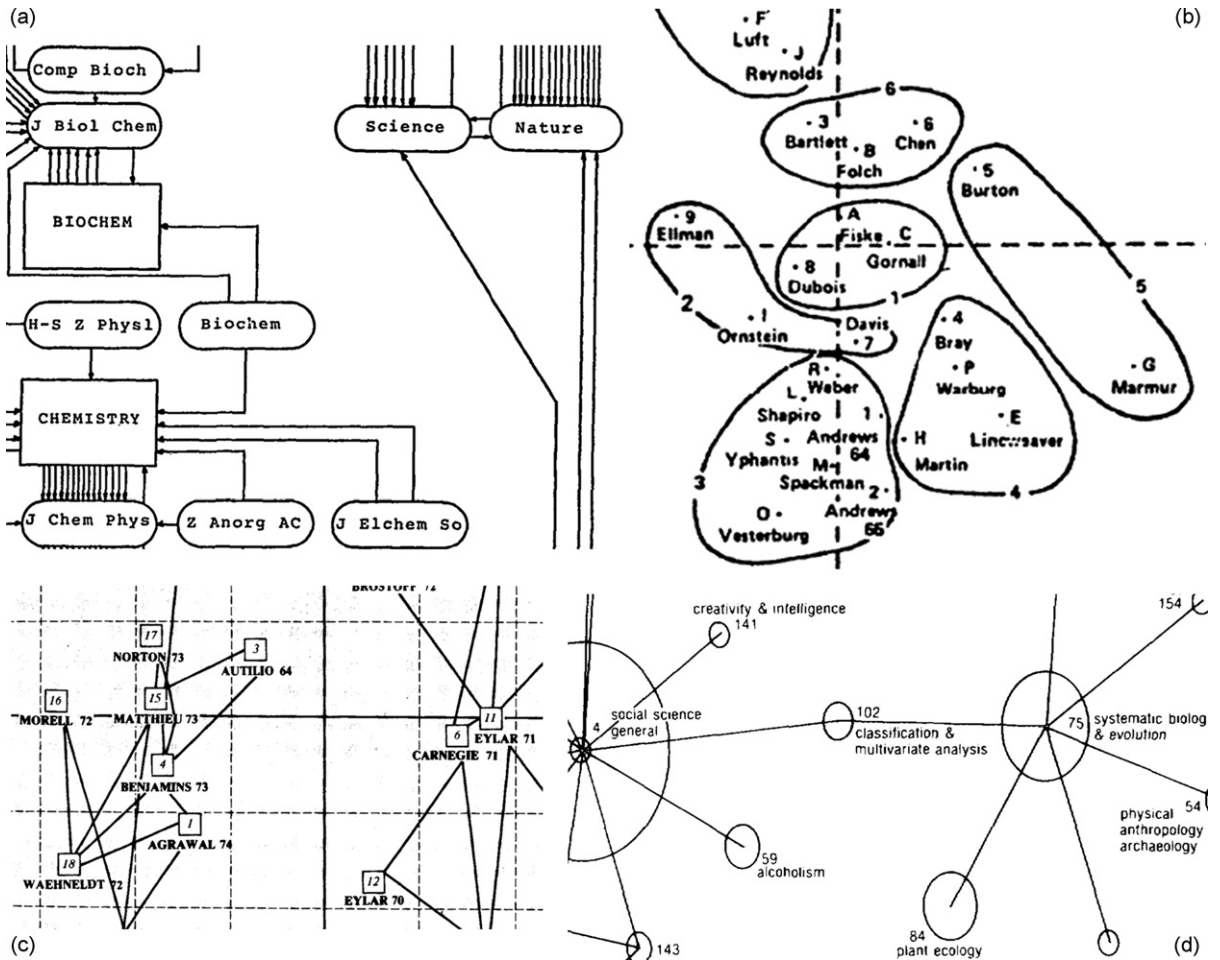 (a)
Comp Bioch
J Biol Chem
BIOCHEM
H-S Z Physl
Biochem
CHEMISTRY
J Chem Phys
Z Anorg AC
J Elchem So
Science
Nature
(b)
F
Luft
J
Reynolds
6
3
Bartlett
B
Folch
6
Chen
5
Burton
9
Ellman
A
Fiske
C
Gornall
8
Dubois
1
2
I
Ornstein
Davis
7
5
4
Bray
P
Warburg
G
Marmur
E
Lincwsaver
H
Martin
4
R
Weber
L
Shapiro
1
Andrews
64
S
Yphantis
M
Spackman
2
Andrews
66
O
Vesterburg
3
(c)
BROSTOFF 72
17
NORTON 73
3
AUTILIO 64
16
MORELL 72
15
MATTHIEU 73
11
EYLAR 71
6
CARNEGIE 71
4
BENJAMINS 73
1
AGRAWAL 74
18
WAEHNELDT 72
12
EYLAR 70
(d)
creativity & intelligence
141
154
4
social science
general
102
classification &
multivariate analysis
75
systematic biolog
& evolution
59
alcoholism
54
physical
anthropology
archaeology
84
plant ecology
143